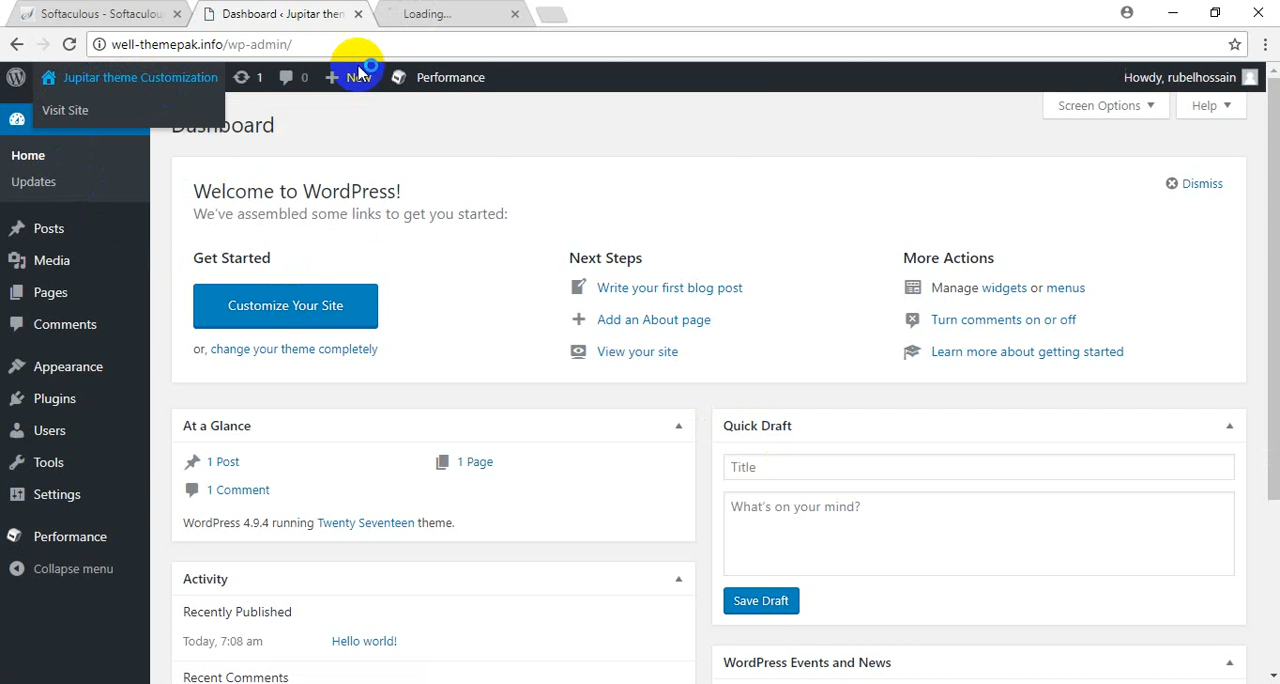 Softaculous - Softaculou
Dashboard ‹ Jupitar then
Loading...
well-themepak.info/wp-admin/
Jupitar theme Customization
1
0
New
Performance
Howdy, rubelhossain
Visit Site
Dashboard
Screen Options
Help
Home
Updates
Posts
Media
Pages
Comments
Appearance
Plugins
Users
Tools
Settings
Performance
Collapse menu
Welcome to WordPress!
Dismiss
We've assembled some links to get you started:
Get Started
Customize Your Site
or, change your theme completely
Next Steps
Write your first blog post
Add an About page
View your site
More Actions
Manage widgets or menus
Turn comments on or off
Learn more about getting started
At a Glance
1 Post
1 Page
1 Comment
WordPress 4.9.4 running Twenty Seventeen theme.
Activity
Recently Published
Today, 7:08 am
Hello world!
Recent Comments
Quick Draft
Title
What's on your mind?
Save Draft
WordPress Events and News